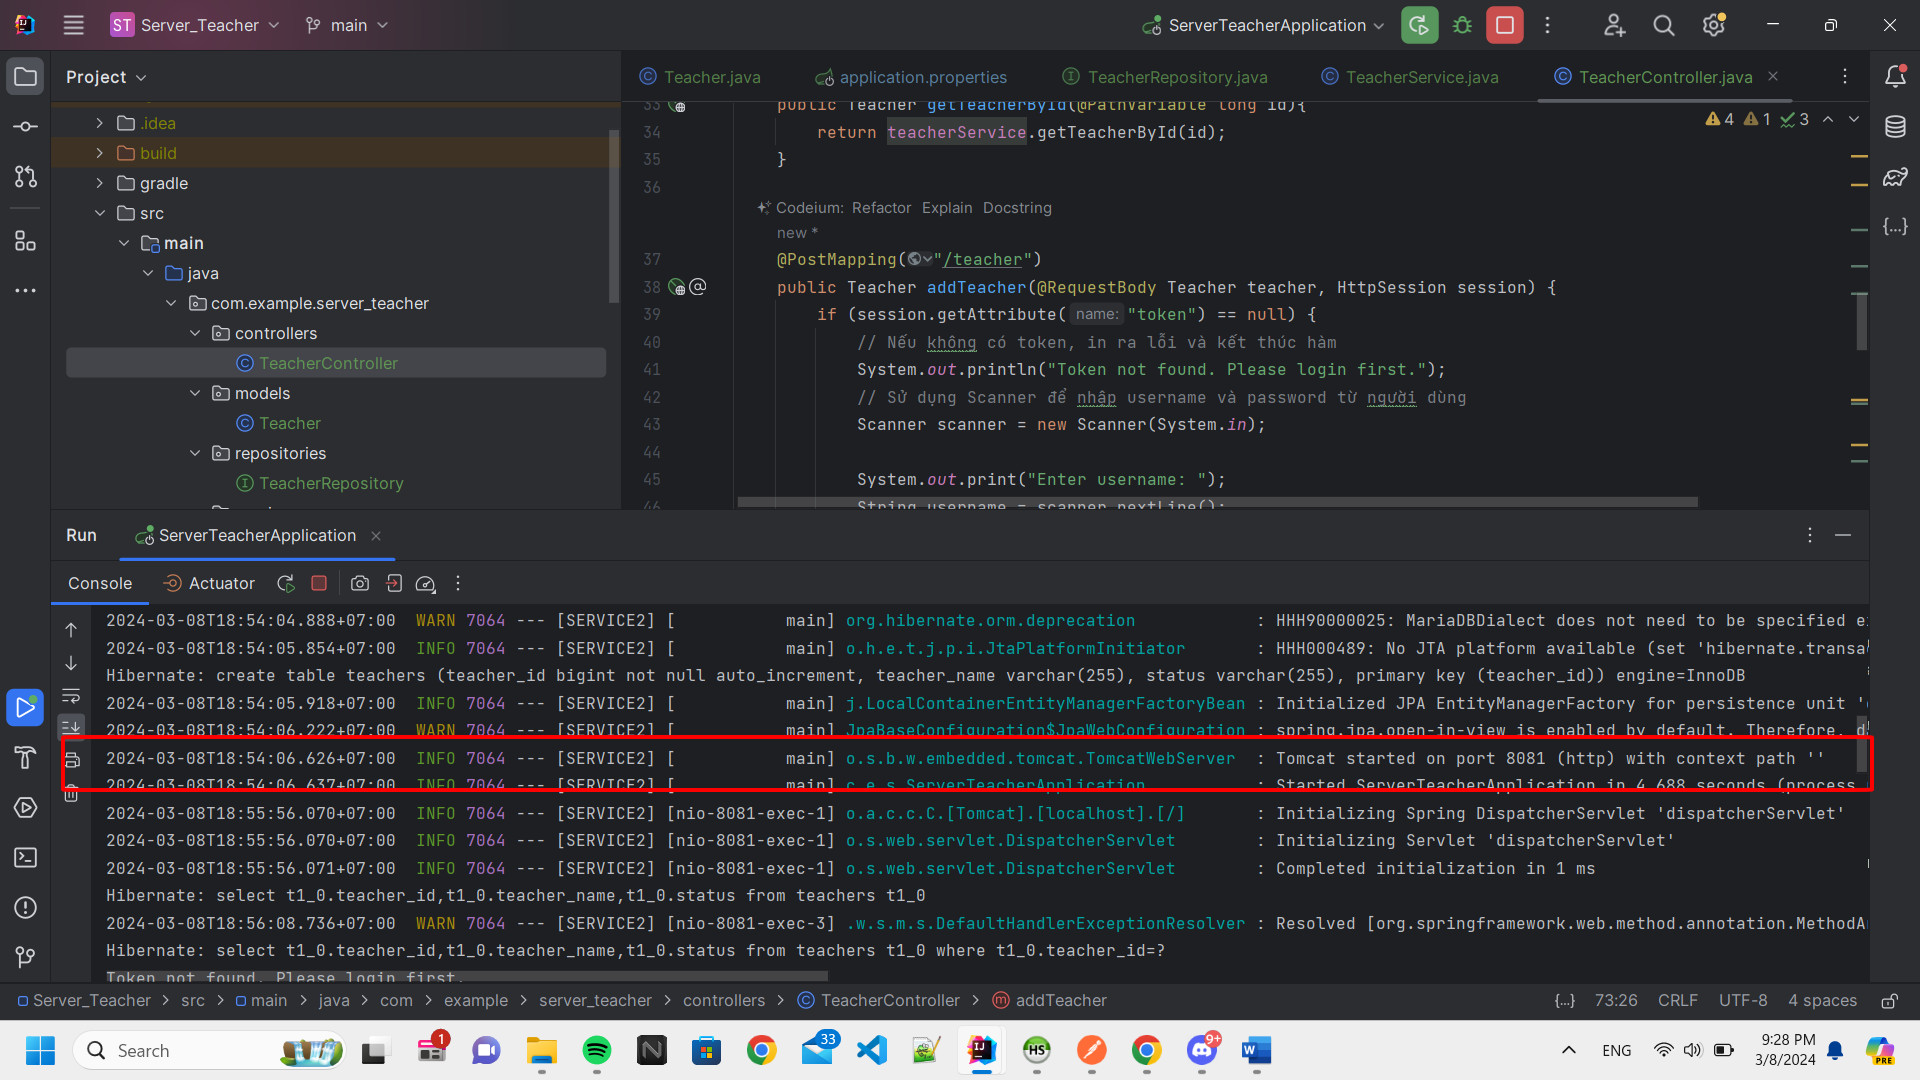 ST Server_Teacher main ServerTeacherApplication
Project
.idea
build
gradle
src
main
java
com.example.server_teacher
controllers
TeacherController
models
Teacher
repositories
TeacherRepository
Teacher.java application.properties TeacherRepository.java TeacherService.java TeacherController.java
4 1 3
33 public Teacher getTeacherById(@PathVariable long id){
34 return teacherService.getTeacherById(id);
35 }
36
Codeium: Refactor Explain Docstring
new *
37 @PostMapping("/teacher")
38 public Teacher addTeacher(@RequestBody Teacher teacher, HttpSession session) {
39 if (session.getAttribute( name: "token") == null) {
40 // Nếu không có token, in ra lỗi và kết thúc hàm
41 System.out.println("Token not found. Please login first.");
42 // Sử dụng Scanner để nhập username và password từ người dùng
43 Scanner scanner = new Scanner(System.in);
44
45 System.out.print("Enter username: ");
46 String username = scanner.nextLine();
Run ServerTeacherApplication
Console Actuator
2024-03-08T18:54:04.888+07:00 WARN 7064 --- [SERVICE2] [ main] org.hibernate.orm.deprecation : HHH90000025: MariaDBDialect does not need to be specified e
2024-03-08T18:54:05.854+07:00 INFO 7064 --- [SERVICE2] [ main] o.h.e.t.j.p.i.JtaPlatformInitiator : HHH000489: No JTA platform available (set 'hibernate.transa
Hibernate: create table teachers (teacher_id bigint not null auto_increment, teacher_name varchar(255), status varchar(255), primary key (teacher_id)) engine=InnoDB
2024-03-08T18:54:05.918+07:00 INFO 7064 --- [SERVICE2] [ main] j.LocalContainerEntityManagerFactoryBean : Initialized JPA EntityManagerFactory for persistence unit '
2024-03-08T18:54:06.222+07:00 WARN 7064 --- [SERVICE2] [ main] JpaBaseConfiguration$JpaWebConfiguration : spring.jpa.open-in-view is enabled by default. Therefore, d
2024-03-08T18:54:06.626+07:00 INFO 7064 --- [SERVICE2] [ main] o.s.b.w.embedded.tomcat.TomcatWebServer : Tomcat started on port 8081 (http) with context path ''
2024-03-08T18:54:06.637+07:00 INFO 7064 --- [SERVICE2] [ main] c.e.s.ServerTeacherApplication : Started ServerTeacherApplication in 4.688 seconds (process
2024-03-08T18:55:56.070+07:00 INFO 7064 --- [SERVICE2] [nio-8081-exec-1] o.a.c.c.C.[Tomcat].[localhost].[/] : Initializing Spring DispatcherServlet 'dispatcherServlet'
2024-03-08T18:55:56.070+07:00 INFO 7064 --- [SERVICE2] [nio-8081-exec-1] o.s.web.servlet.DispatcherServlet : Initializing Servlet 'dispatcherServlet'
2024-03-08T18:55:56.071+07:00 INFO 7064 --- [SERVICE2] [nio-8081-exec-1] o.s.web.servlet.DispatcherServlet : Completed initialization in 1 ms
Hibernate: select t1_0.teacher_id,t1_0.teacher_name,t1_0.status from teachers t1_0
2024-03-08T18:56:08.736+07:00 WARN 7064 --- [SERVICE2] [nio-8081-exec-3] .w.s.m.s.DefaultHandlerExceptionResolver : Resolved [org.springframework.web.method.annotation.MethodA
Hibernate: select t1_0.teacher_id,t1_0.teacher_name,t1_0.status from teachers t1_0 where t1_0.teacher_id=?
Token not found. Please login first.
Server_Teacher > src > main > java > com > example > server_teacher > controllers > TeacherController > addTeacher {...} 73:26 CRLF UTF-8 4 spaces
Search 1 33 9+ ENG 9:28 PM
3/8/2024